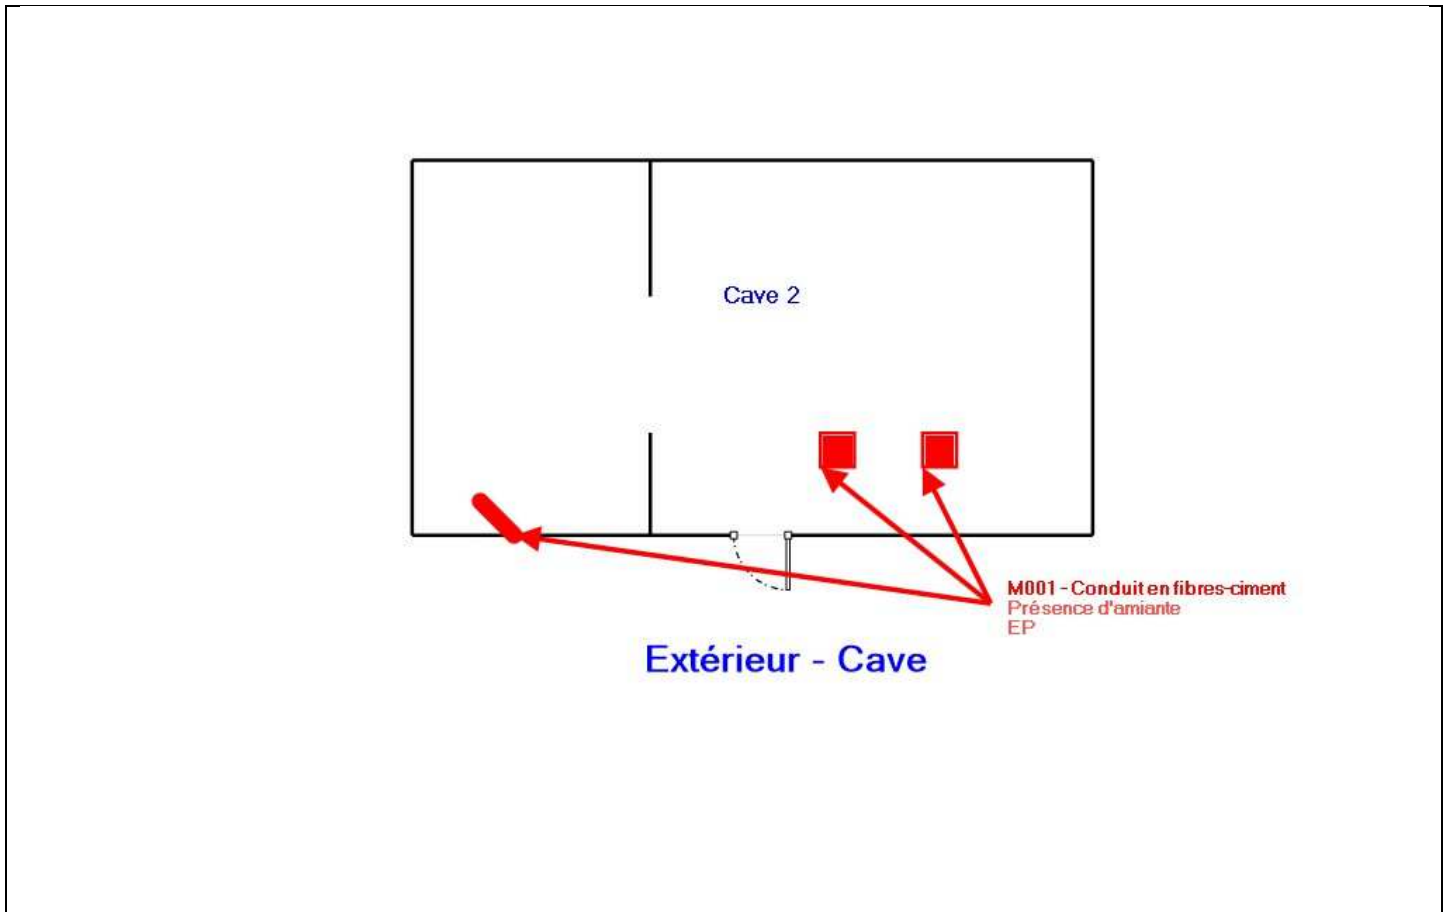 Cave 2
M001 - Conduit en fibres-ciment
Présence d'amiante
EP
Extérieur - Cave